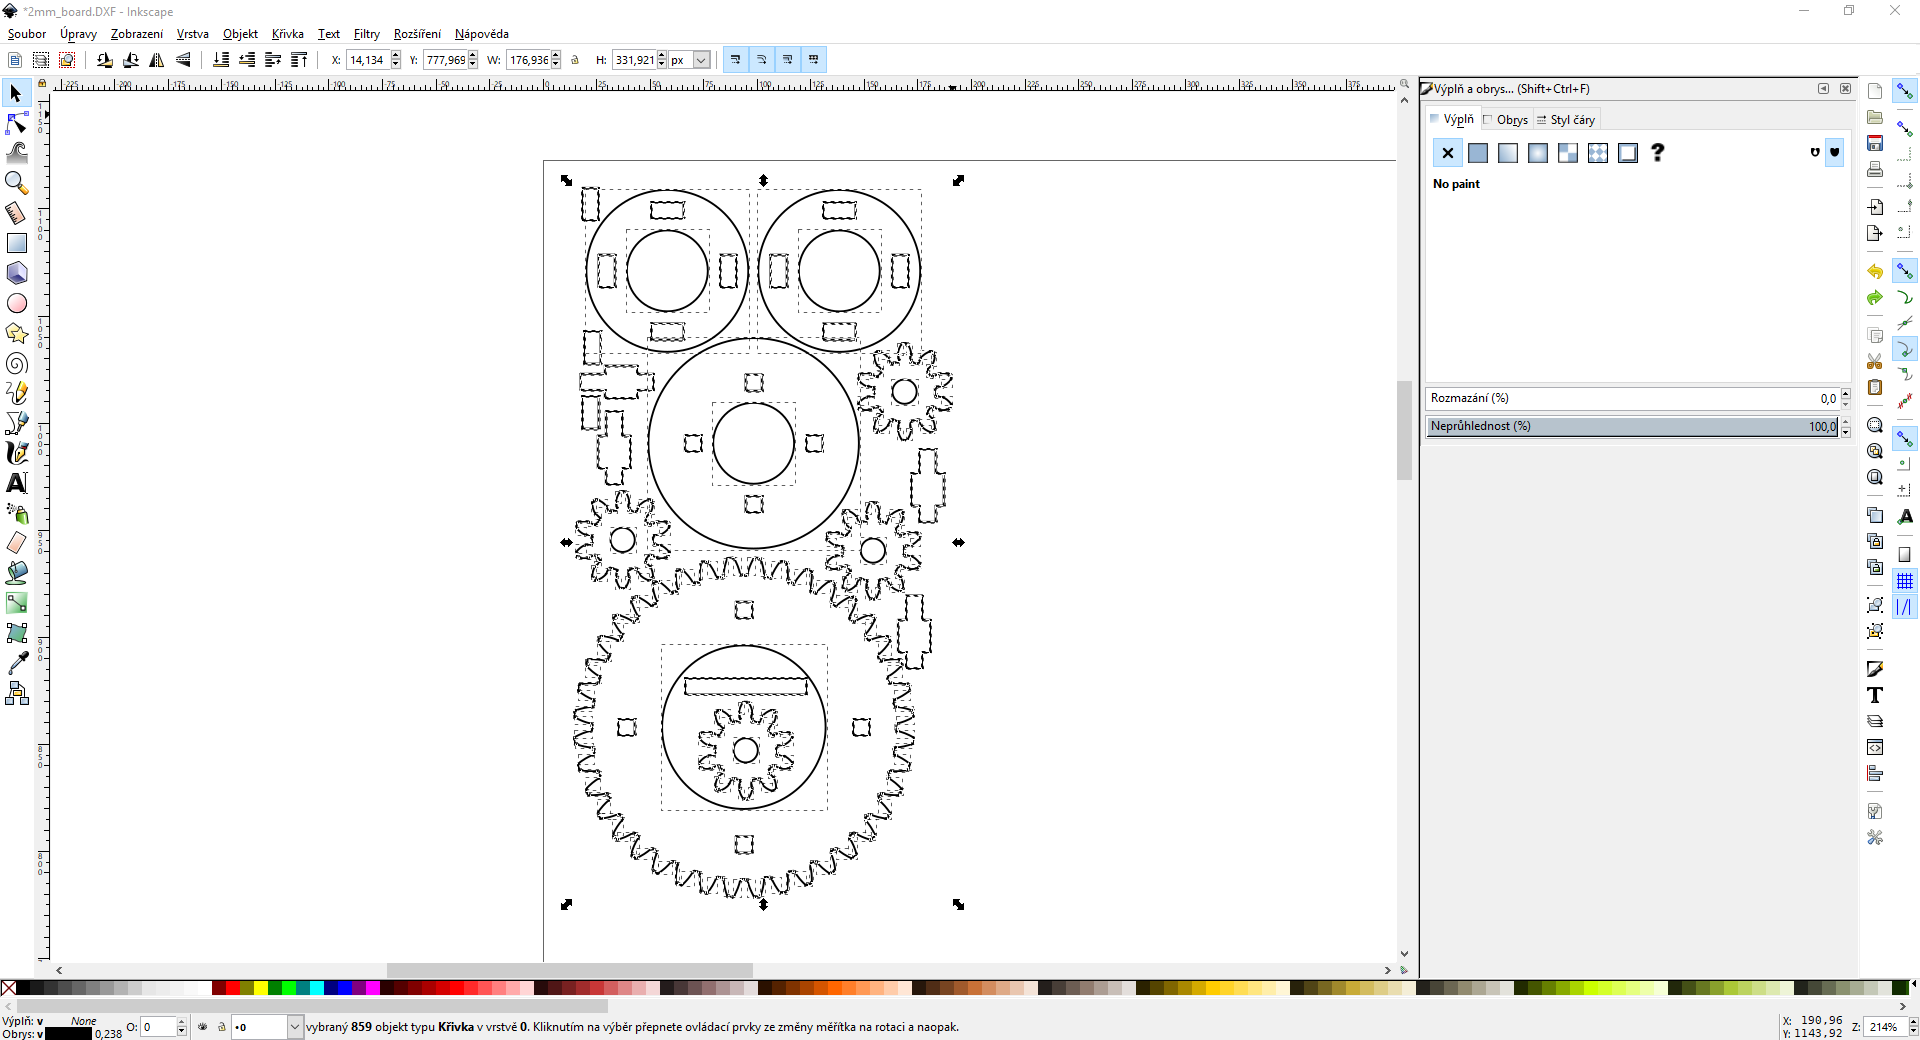 *2mm_board.DXF - Inkscape
Soubor Úpravy Zobrazení Vrstva Objekt Křivka Text Filtry Rozšíření Nápověda
X: 14,134 Y: 777,969 W: 176,936 H: 331,921 px
Výplň a obrys... (Shift+Ctrl+F)
Výplň Obrys Styl čáry
No paint
Rozmazání (%) 0,0
Neprůhlednost (%) 100,0
Výplň: v None O: 0 •0 vybraný 859 objekt typu Křivka v vrstvě 0. Kliknutím na výběr přepnete ovládací prvky ze změny měřítka na rotaci a naopak. X: 190,96 Z: 214%
Obrys: v 0,238 Y: 1143,92